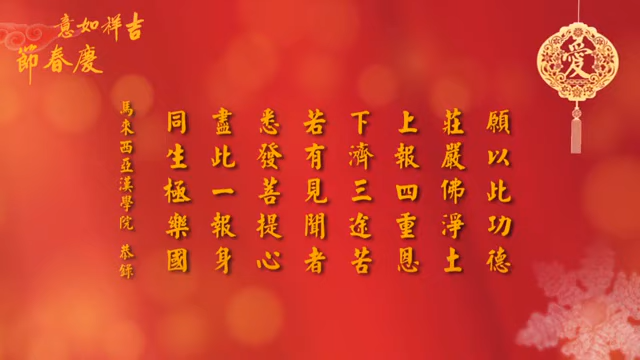 吉祥如意
慶春節
愛
願以此功德
莊嚴佛淨土
上報四重恩
下濟三途苦
若有見聞者
悉發菩提心
盡此一報身
同生極樂國
馬來西亞漢學院 恭錄